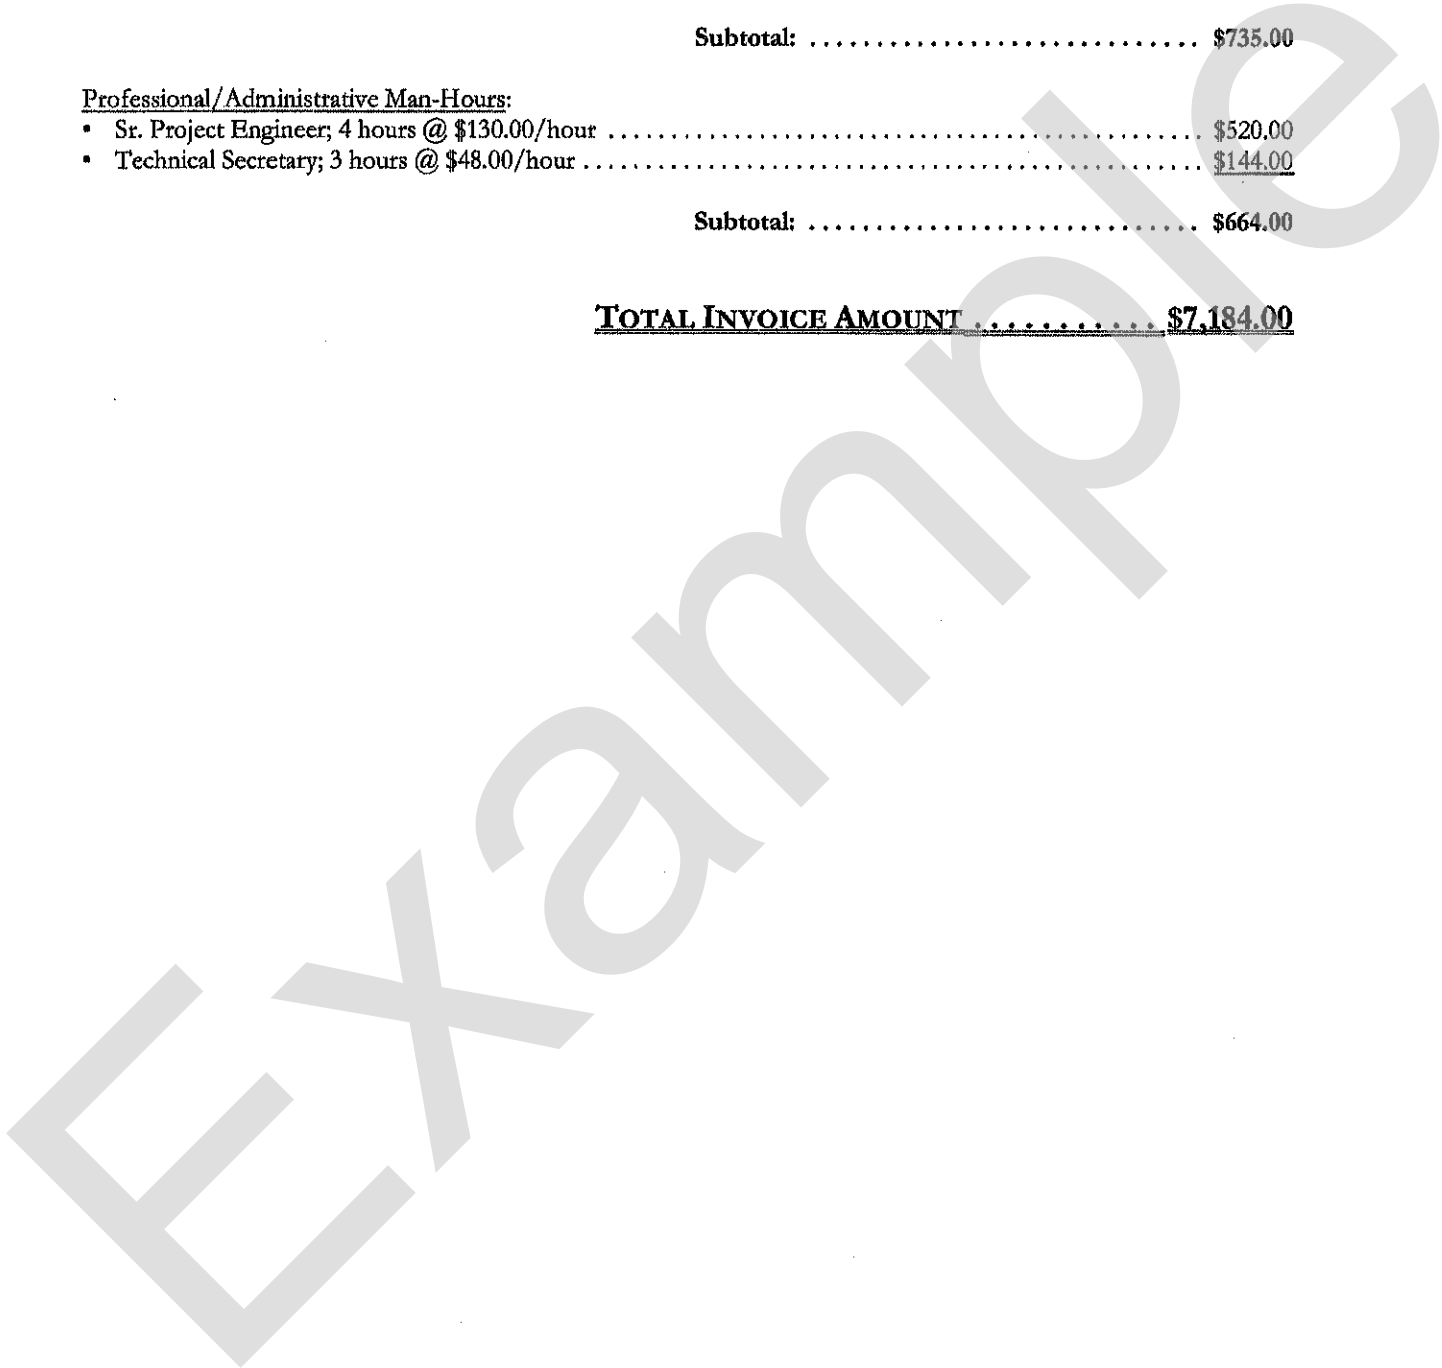 Subtotal: ............................. $735.00
Professional/Administrative Man-Hours:
▪ Sr. Project Engineer; 4 hours @ $130.00/hour ................................................ $520.00
▪ Technical Secretary; 3 hours @ $48.00/hour .................................................. $144.00
Subtotal: ............................. $664.00
TOTAL INVOICE AMOUNT ........... $7,184.00
Example